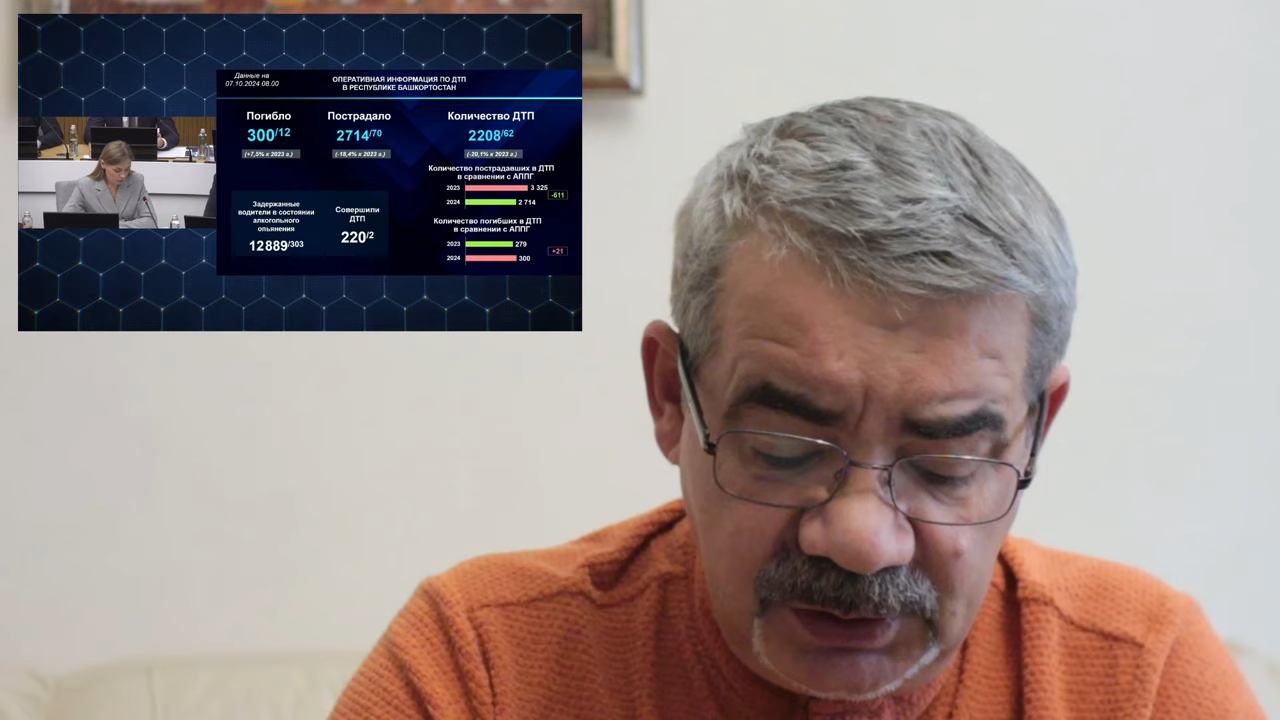 Данные на
07.10.2024 08.00
ОПЕРАТИВНАЯ ИНФОРМАЦИЯ ПО ДТП
В РЕСПУБЛИКЕ БАШКОРТОСТАН
Погибло
300/12
(+7,5% к 2023 г.)
Пострадало
2714/70
(-18,4% к 2023 г.)
Количество ДТП
2208/62
(-20,1% к 2023 г.)
Количество пострадавших в ДТП
в сравнении с АППГ
2023 3 325
2024 2 714
-611
Количество погибших в ДТП
в сравнении с АППГ
2023 279
2024 300
+21
Задержанные
водители в состоянии
алкогольного
опьянения
12889/303
Совершили
ДТП
220/2